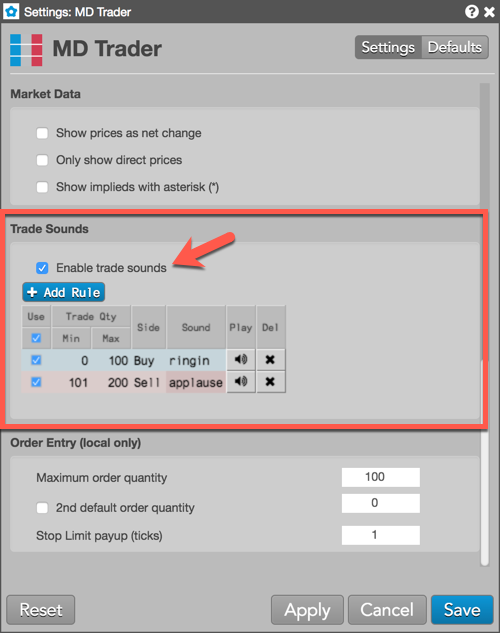 Settings: MD Trader
MD Trader
Settings Defaults
Market Data
Show prices as net change
Only show direct prices
Show implieds with asterisk (*)
Trade Sounds
Enable trade sounds
+ Add Rule
Use Trade Qty Side Sound Play Del
Min Max
0 100 Buy ringin
101 200 Sell applause
Order Entry (local only)
Maximum order quantity 100
2nd default order quantity 0
Stop Limit payup (ticks) 1
Reset Apply Cancel Save